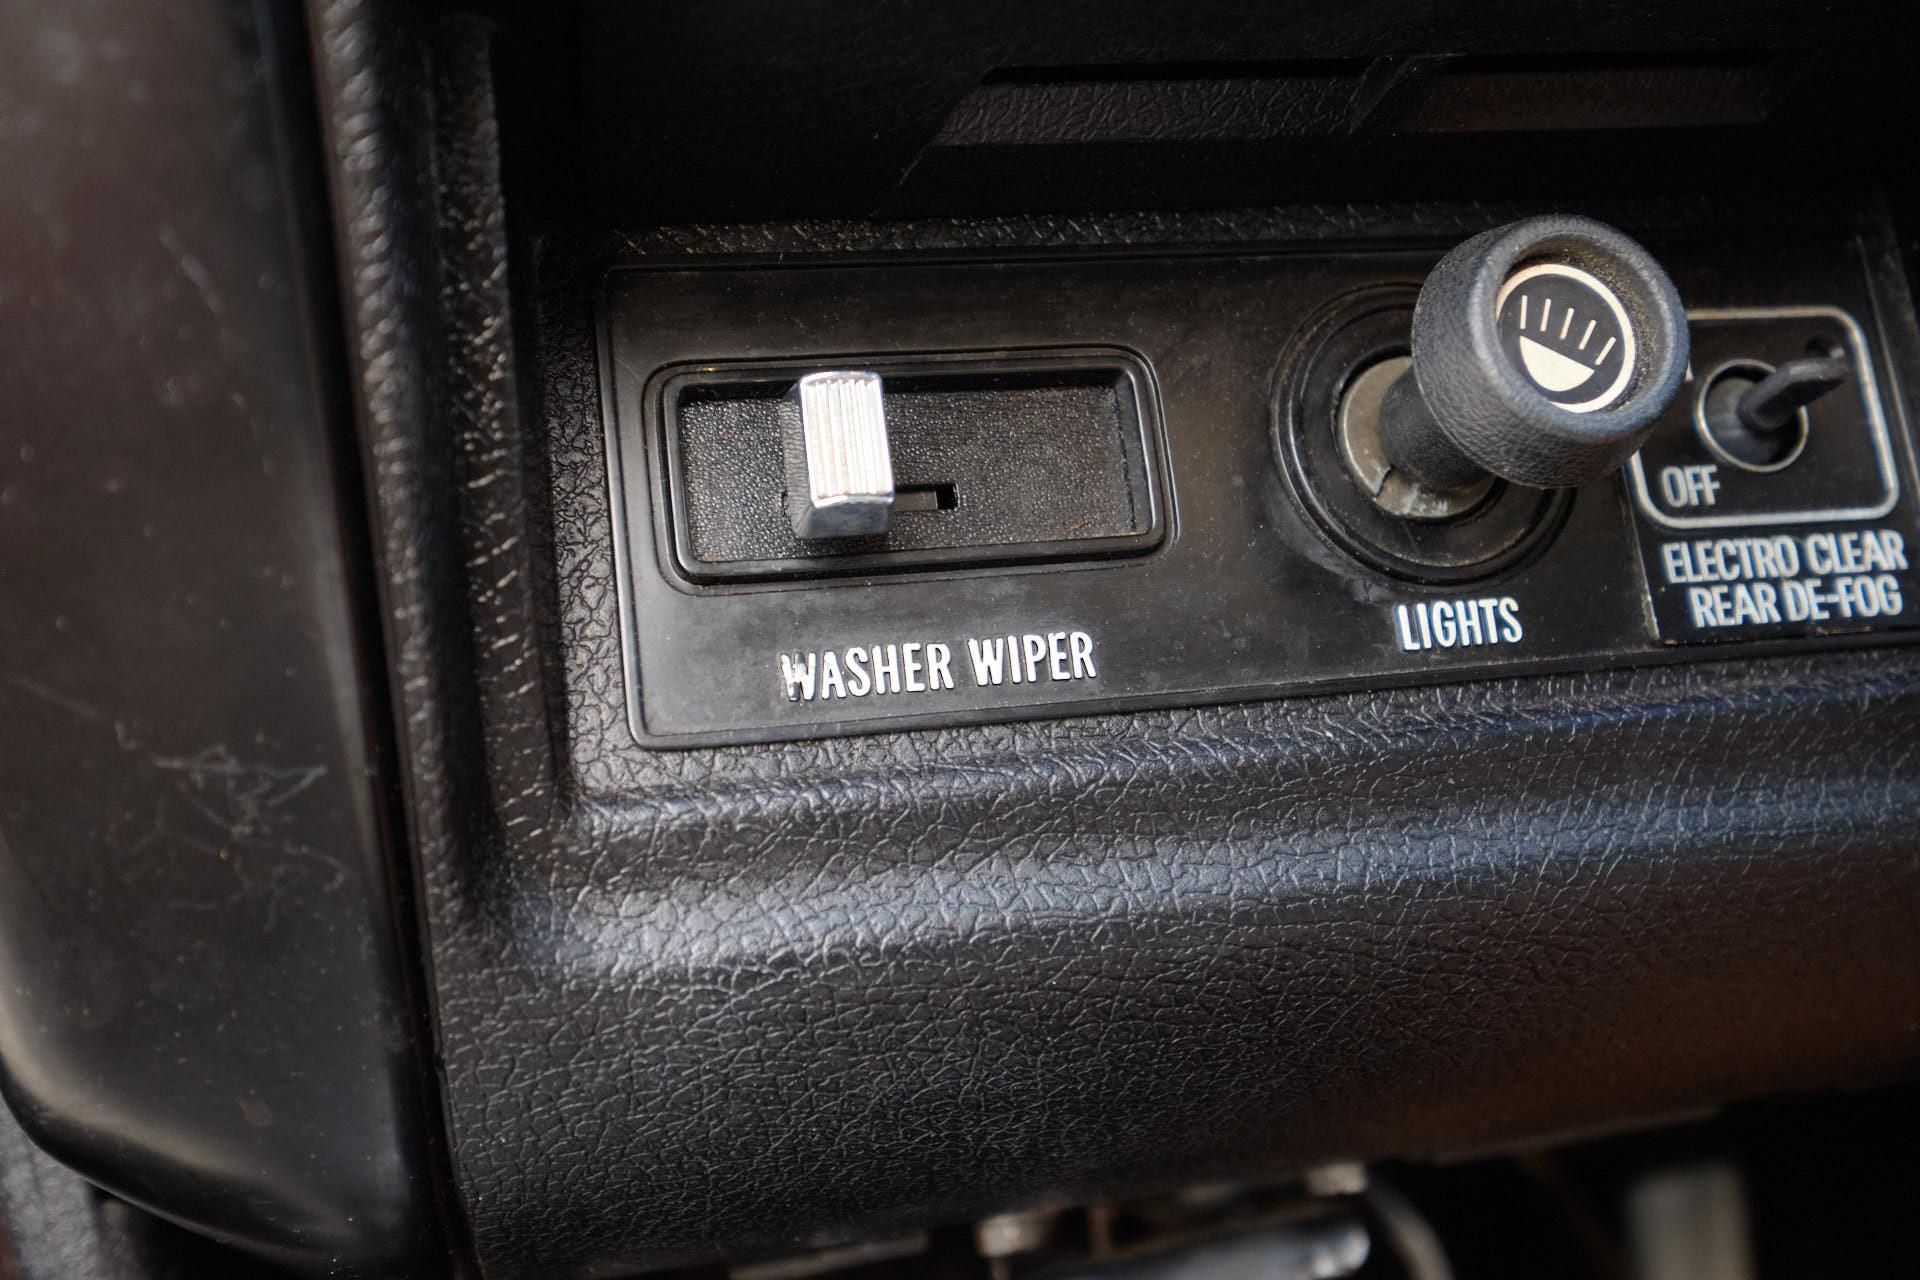 WASHER WIPER
LIGHTS
OFF
ELECTRO CLEAR
REAR DE-FOG